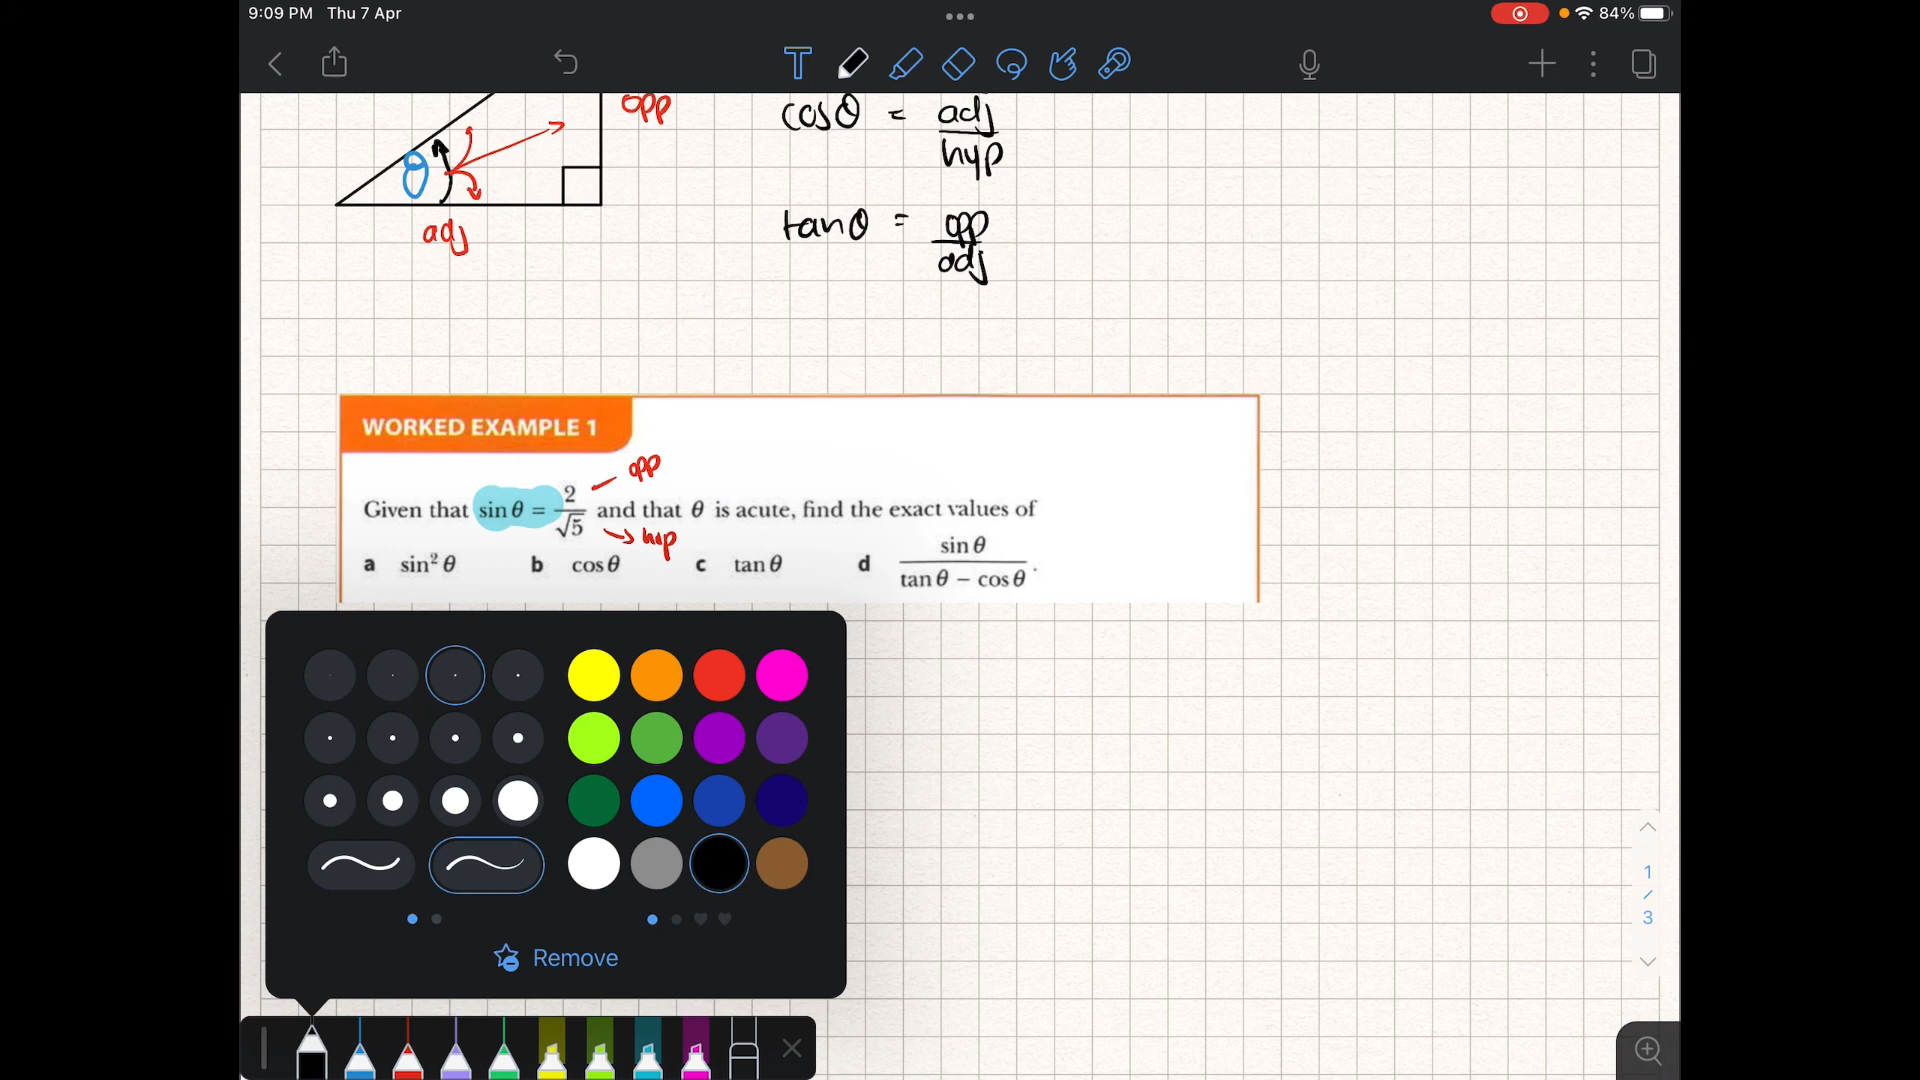 9:09 PM Thu 7 Apr
84%
opp
θ
adj
cosθ = adj
hyp
tanθ = opp
adj
WORKED EXAMPLE 1
opp
Given that sin θ = 2/√5 and that θ is acute, find the exact values of
hyp
a sin² θ b cos θ c tan θ d sin θ / (tan θ − cos θ).
Remove
1
/
3